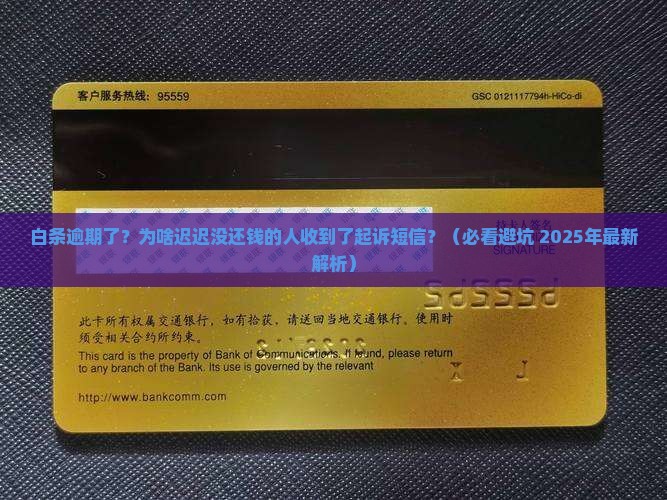 客户服务热线：95559
GSC 0121117794h-HiCo-di
白条逾期了？为啥迟迟没还钱的人收到了起诉短信？（必看避坑 2025年最新
解析）
SIGNATURE
此卡所有权属交通银行，如有拾获，请送回当地交通银行。使用时
须受相关合约所约束。
This card is the property of Bank of Communications. If found, please return
to any branch of the Bank. Its use is governed by the relevant
http://www.bankcomm.com